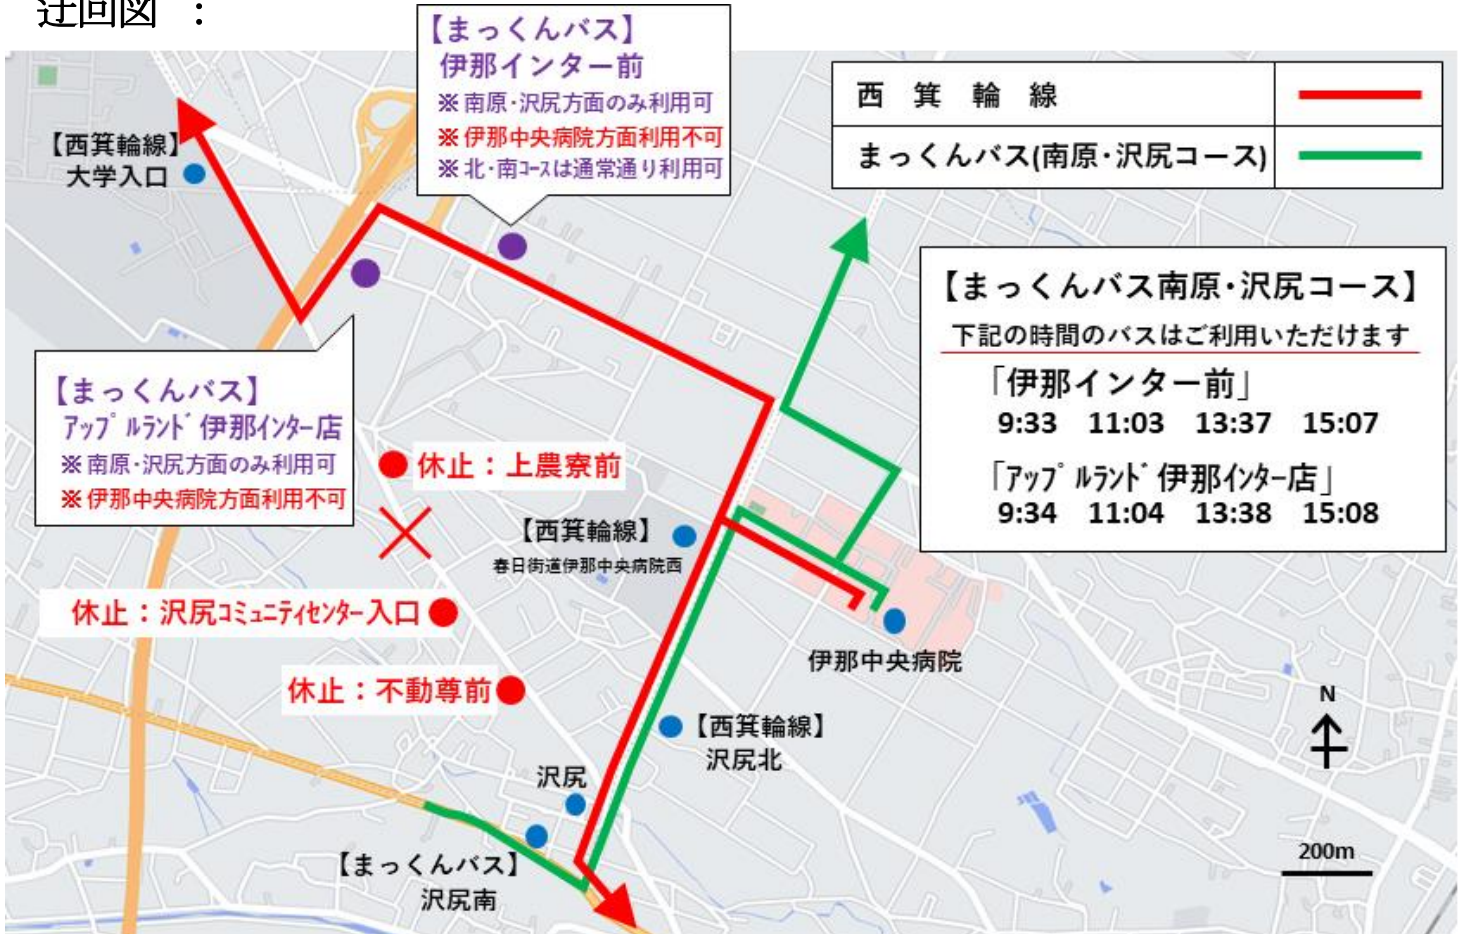 迂回図 :
【まっくんバス】
伊那インター前
※南原・沢尻方面のみ利用可
※伊那中央病院方面利用不可
※北・南ｺｰｽは通常通り利用可
西箕輪線
まっくんバス(南原・沢尻コース)
【西箕輪線】
大学入口
【まっくんバス南原・沢尻コース】
下記の時間のバスはご利用いただけます
「伊那インター前」
9:33 11:03 13:37 15:07
「ｱｯﾌﾟﾙﾗﾝﾄﾞ伊那ｲﾝﾀｰ店」
9:34 11:04 13:38 15:08
【まっくんバス】
ｱｯﾌﾟﾙﾗﾝﾄﾞ伊那ｲﾝﾀｰ店
※南原・沢尻方面のみ利用可
※伊那中央病院方面利用不可
休止：上農寮前
【西箕輪線】
春日街道伊那中央病院西
休止：沢尻ｺﾐｭﾆﾃｨｾﾝﾀｰ入口
伊那中央病院
休止：不動尊前
【西箕輪線】
沢尻北
N
沢尻
【まっくんバス】
沢尻南
200m